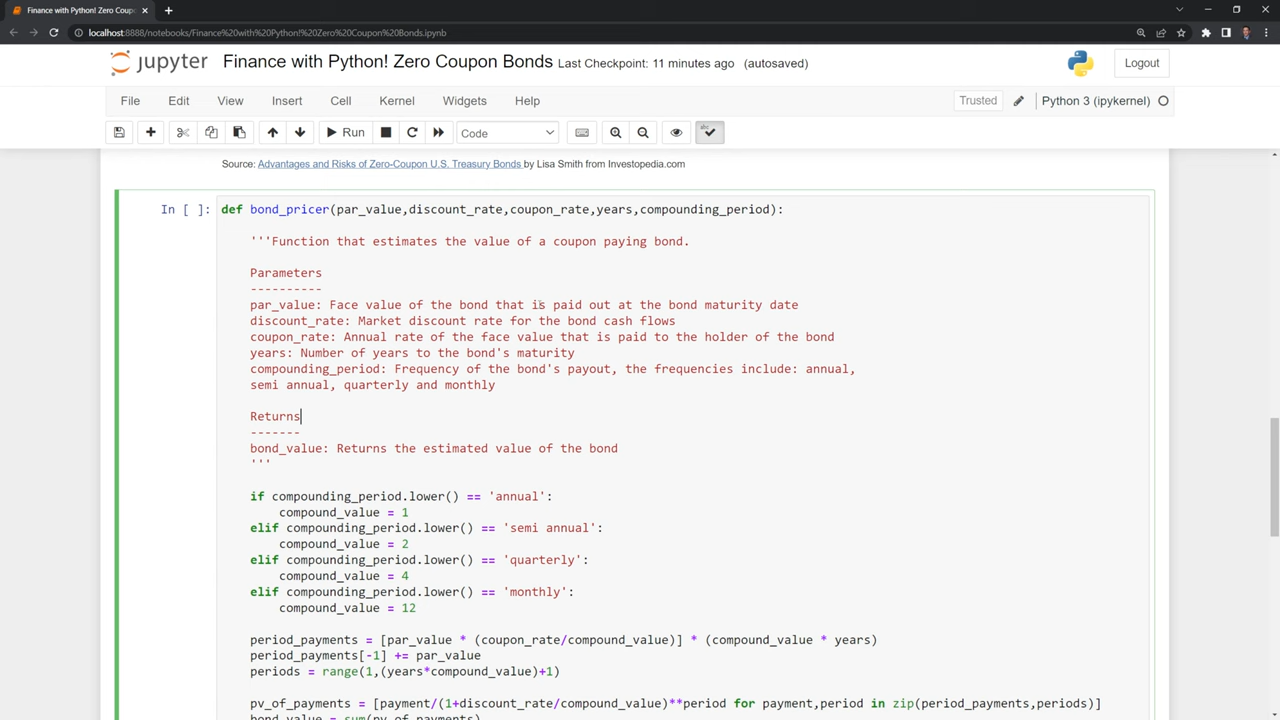 Finance with Python! Zero Coupo
localhost:8888/notebooks/Finance%20with%20Python!%20Zero%20Coupon%20Bonds.ipynb
jupyter Finance with Python! Zero Coupon Bonds Last Checkpoint: 11 minutes ago (autosaved)
Logout
File Edit View Insert Cell Kernel Widgets Help
Trusted Python 3 (ipykernel)
Run Code
Source: Advantages and Risks of Zero-Coupon U.S. Treasury Bonds by Lisa Smith from Investopedia.com
In [ ]: def bond_pricer(par_value,discount_rate,coupon_rate,years,compounding_period):
'''Function that estimates the value of a coupon paying bond.
Parameters
----------
par_value: Face value of the bond that is paid out at the bond maturity date
discount_rate: Market discount rate for the bond cash flows
coupon_rate: Annual rate of the face value that is paid to the holder of the bond
years: Number of years to the bond's maturity
compounding_period: Frequency of the bond's payout, the frequencies include: annual,
semi annual, quarterly and monthly
Returns
-------
bond_value: Returns the estimated value of the bond
'''
if compounding_period.lower() == 'annual':
compound_value = 1
elif compounding_period.lower() == 'semi annual':
compound_value = 2
elif compounding_period.lower() == 'quarterly':
compound_value = 4
elif compounding_period.lower() == 'monthly':
compound_value = 12
period_payments = [par_value * (coupon_rate/compound_value)] * (compound_value * years)
period_payments[-1] += par_value
periods = range(1,(years*compound_value)+1)
pv_of_payments = [payment/(1+discount_rate/compound_value)**period for payment,period in zip(period_payments,periods)]
bond_value = sum(pv_of_payments)